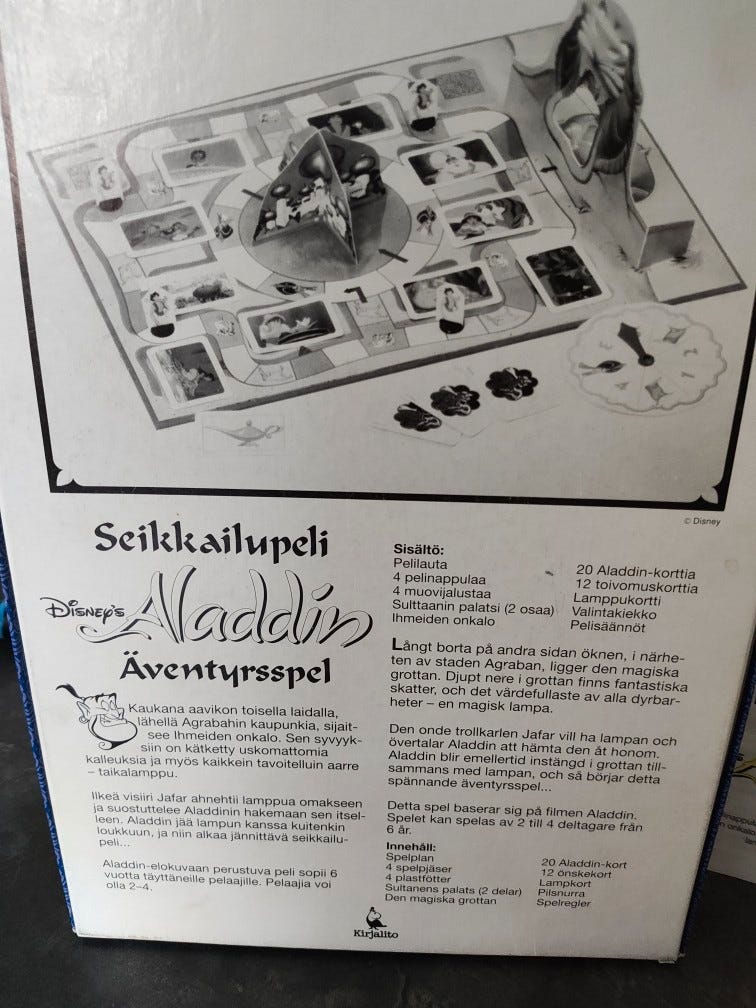 © Disney
Seikkailupeli
Disney's Aladdin
Äventyrsspel
Kaukana aavikon toisella laidalla,
lähellä Agrabahin kaupunkia, sijait-
see Ihmeiden onkalo. Sen syvyyk-
siin on kätketty uskomattomia
kalleuksia ja myös kaikkein tavoitelluin aarre
– taikalamppu.
Ilkeä visiiri Jafar ahnehtii lamppua omakseen
ja suostuttelee Aladdinin hakemaan sen itsel-
leen. Aladdin jää lampun kanssa kuitenkin
loukkuun, ja niin alkaa jännittävä seikkailu-
peli...
Aladdin-elokuvaan perustuva peli sopii 6
vuotta täyttäneille pelaajille. Pelaajia voi
olla 2–4.
Sisältö:
Pelilauta
4 pelinappulaa
4 muovijalustaa
Sulttaanin palatsi (2 osaa)
Ihmeiden onkalo
20 Aladdin-korttia
12 toivomuskorttia
Lamppukortti
Valintakiekko
Pelisäännöt
Långt borta på andra sidan öknen, i närhe-
ten av staden Agraban, ligger den magiska
grottan. Djupt nere i grottan finns fantastiska
skatter, och det värdefullaste av alla dyrbar-
heter – en magisk lampa.
Den onde trollkarlen Jafar vill ha lampan och
övertalar Aladdin att hämta den åt honom.
Aladdin blir emellertid instängd i grottan till-
sammans med lampan, och så börjar detta
spännande äventyrsspel...
Detta spel baserar sig på filmen Aladdin.
Spelet kan spelas av 2 till 4 deltagare från
6 år.
Innehåll:
Spelplan
4 spelpjäser
4 plastfötter
Sultanens palats (2 delar)
Den magiska grottan
20 Aladdin-kort
12 önskekort
Lampkort
Pilsnurra
Spelregler
Kirjalito